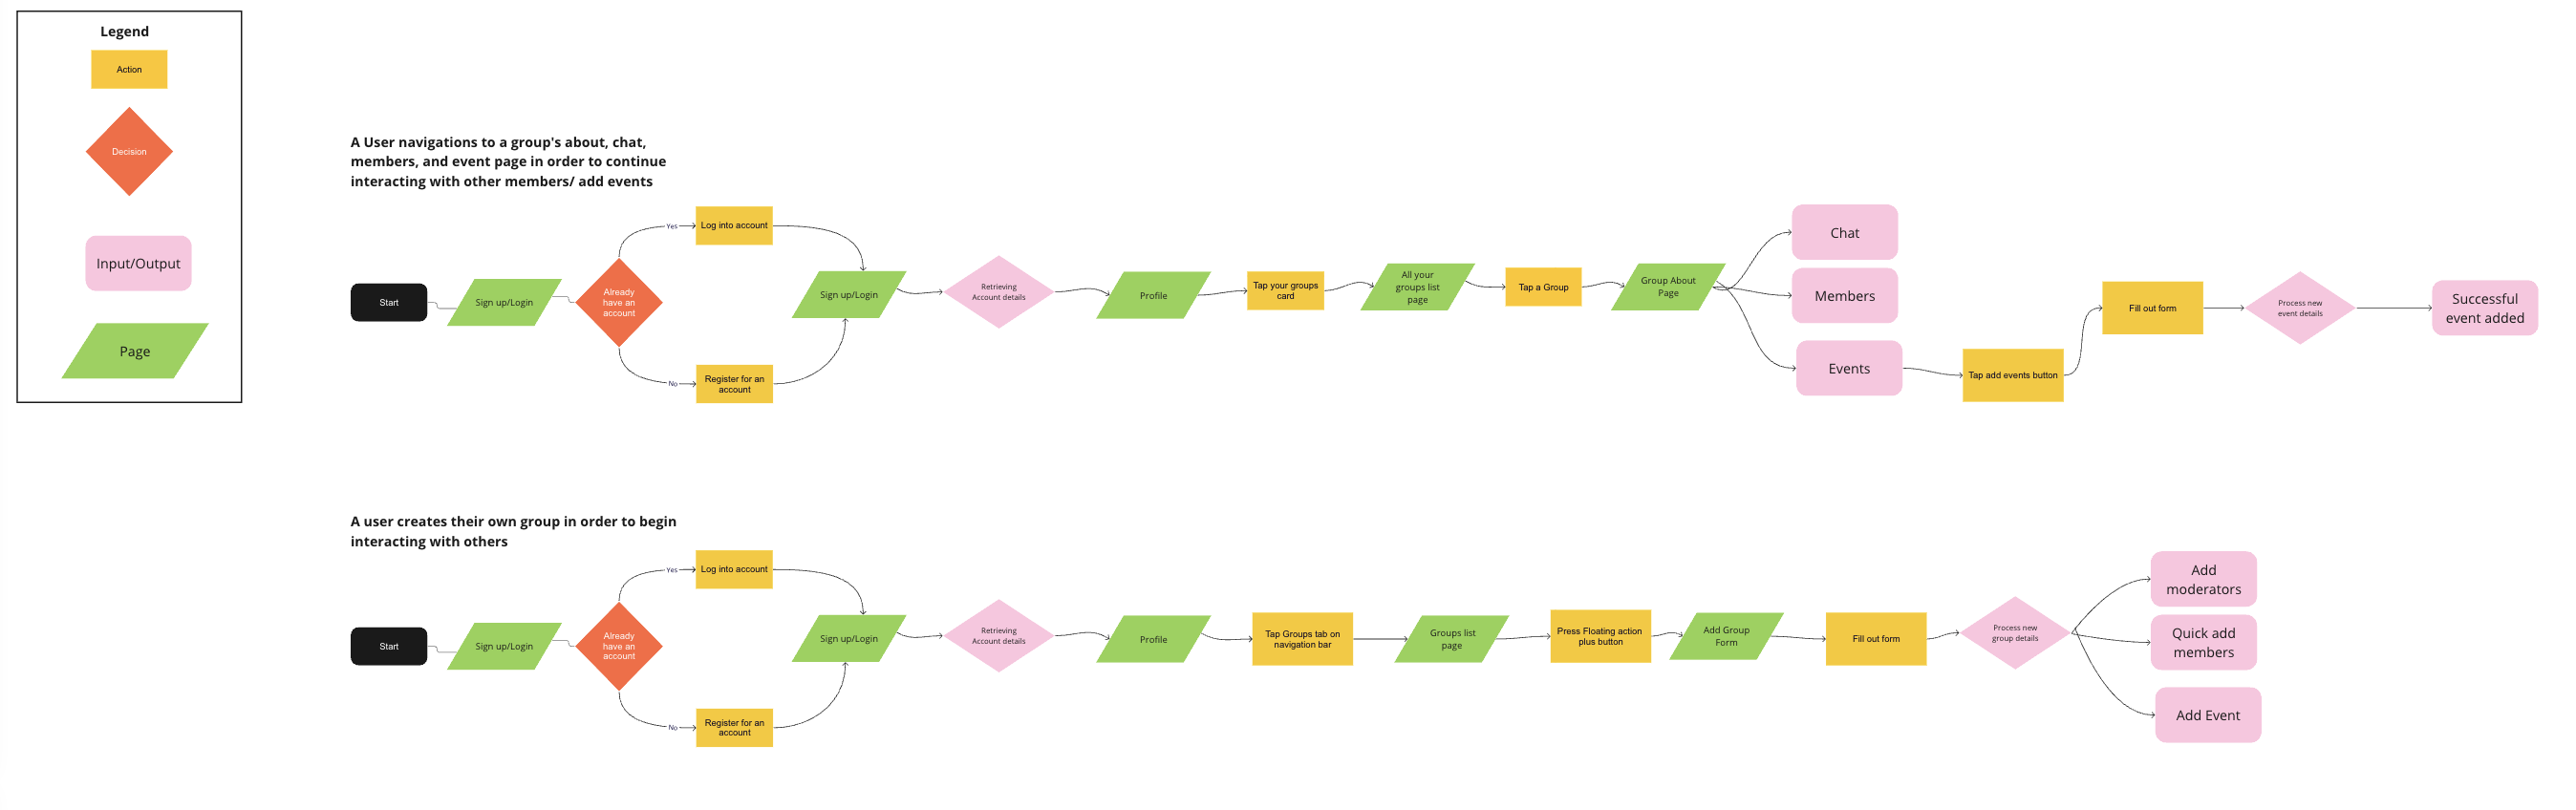 Legend
Action
Decision
Input/Output
Page
A User navigations to a group's about, chat,
members, and event page in order to continue
interacting with other members/ add events
Start
Sign up/Login
Already
have an
account
Yes
Log into account
No
Register for an
account
Sign up/Login
Retrieving
Account details
Profile
Tap your groups
card
All your
groups list
page
Tap a Group
Group About
Page
Chat
Members
Events
Tap add events button
Fill out form
Process new
event details
Successful
event added
A user creates their own group in order to begin
interacting with others
Start
Sign up/Login
Already
have an
account
Yes
Log into account
No
Register for an
account
Sign up/Login
Retrieving
Account details
Profile
Tap Groups tab on
navigation bar
Groups list
page
Press Floating action
plus button
Add Group
Form
Fill out form
Process new
group details
Add
moderators
Quick add
members
Add Event